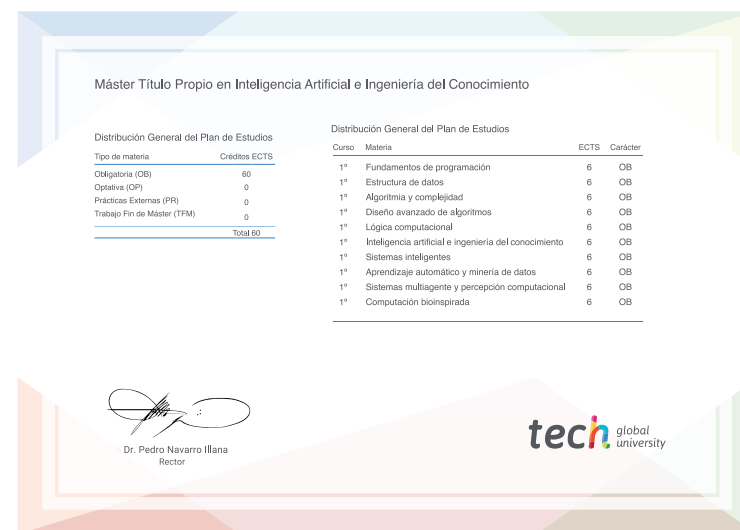 Máster Título Propio en Inteligencia Artificial e Ingeniería del Conocimiento
Distribución General del Plan de Estudios
Tipo de materia Créditos ECTS
Obligatoria (OB) 60
Optativa (OP) 0
Prácticas Externas (PR) 0
Trabajo Fin de Máster (TFM) 0
Total 60
Distribución General del Plan de Estudios
Curso Materia ECTS Carácter
1º Fundamentos de programación 6 OB
1º Estructura de datos 6 OB
1º Algoritmia y complejidad 6 OB
1º Diseño avanzado de algoritmos 6 OB
1º Lógica computacional 6 OB
1º Inteligencia artificial e ingeniería del conocimiento 6 OB
1º Sistemas inteligentes 6 OB
1º Aprendizaje automático y minería de datos 6 OB
1º Sistemas multiagente y percepción computacional 6 OB
1º Computación bioinspirada 6 OB
Dr. Pedro Navarro Illana
Rector
tech global
university